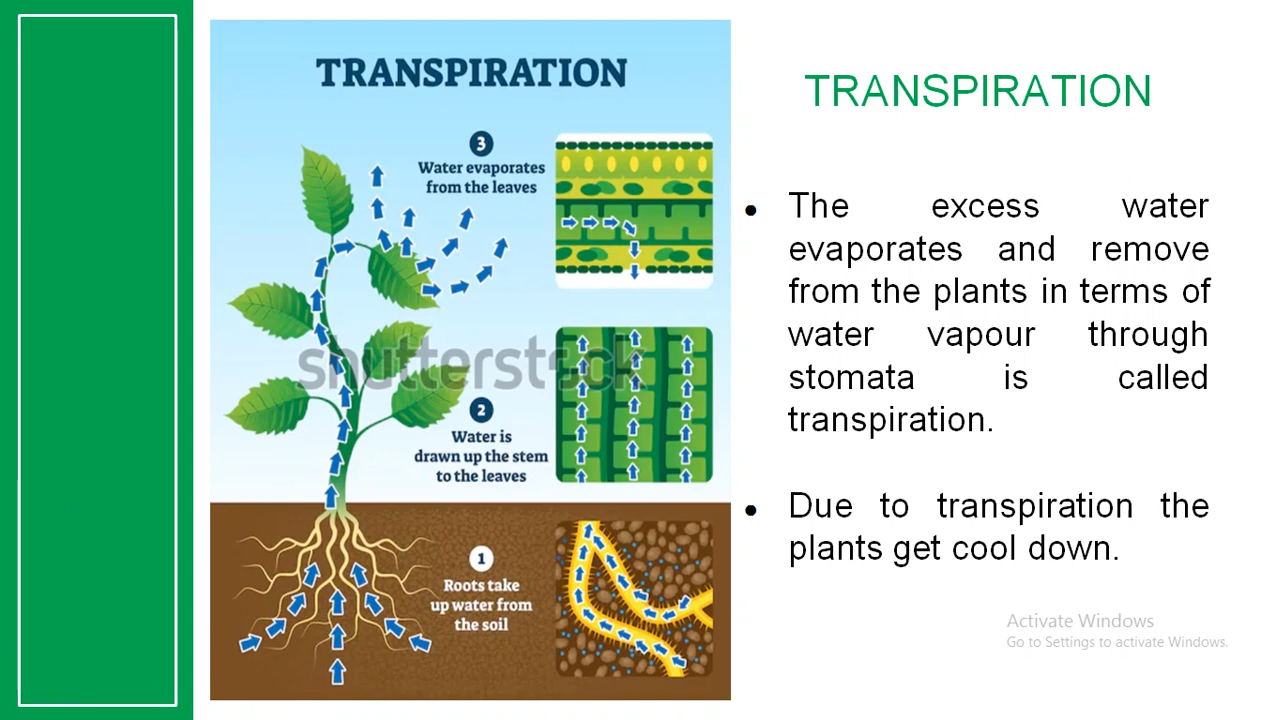 TRANSPIRATION
3
Water evaporates
from the leaves
shutterstock
2
Water is
drawn up the stem
to the leaves
1
Roots take
up water from
the soil
TRANSPIRATION
• The excess water
evaporates and remove
from the plants in terms of
water vapour through
stomata is called
transpiration.
• Due to transpiration the
plants get cool down.
Activate Windows
Go to Settings to activate Windows.